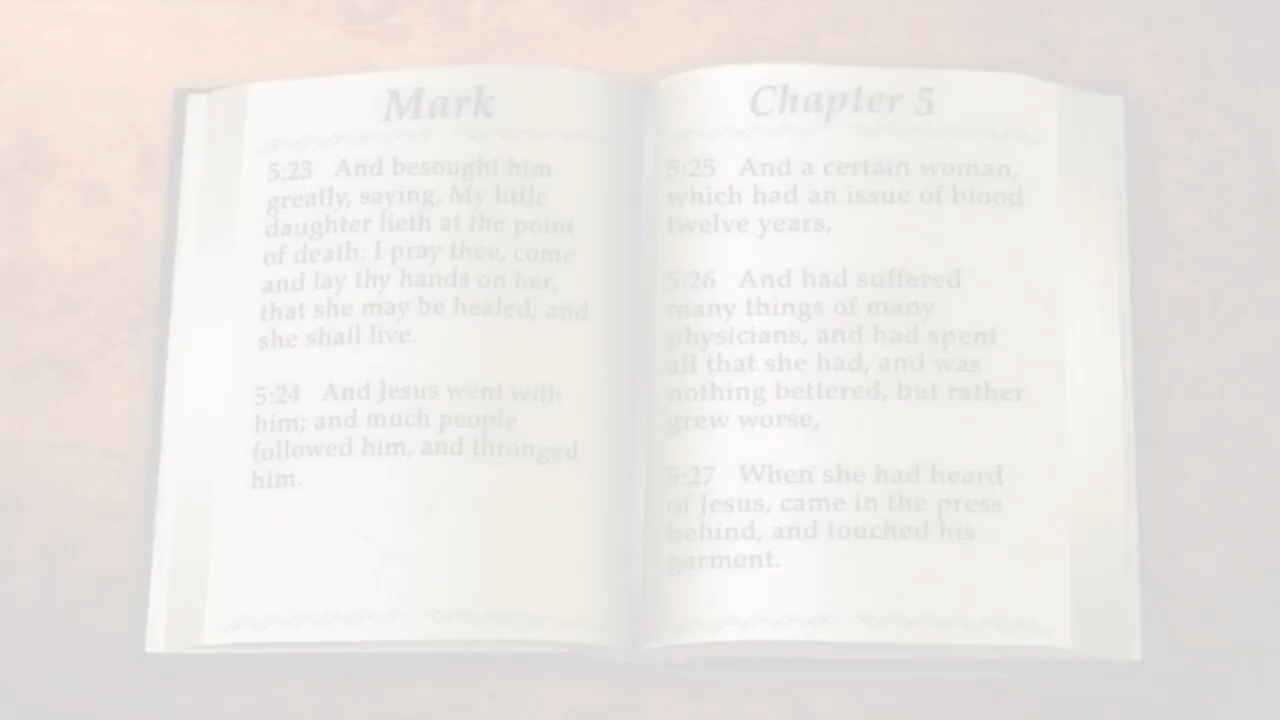 Mark
5:23 And besought him
greatly, saying, My little
daughter lieth at the point
of death: I pray thee, come
and lay thy hands on her,
that she may be healed; and
she shall live.
5:24 And Jesus went with
him; and much people
followed him, and thronged
him.
Chapter 5
5:25 And a certain woman,
which had an issue of blood
twelve years,
5:26 And had suffered
many things of many
physicians, and had spent
all that she had, and was
nothing bettered, but rather
grew worse,
5:27 When she had heard
of Jesus, came in the press
behind, and touched his
garment.